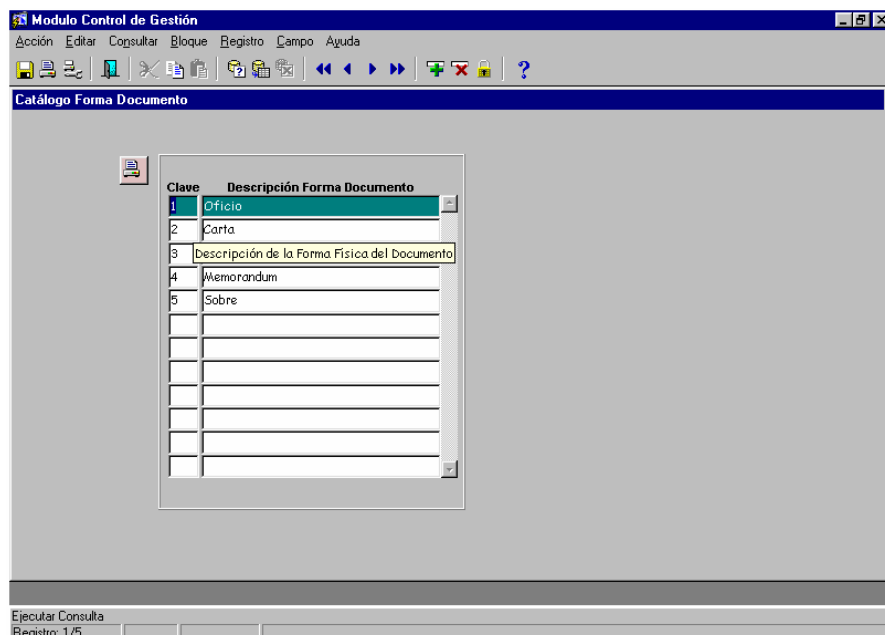 Modulo Control de Gestión
Acción Editar Consultar Bloque Registro Campo Ayuda
Catálogo Forma Documento
Clave Descripción Forma Documento
1 Oficio
2 Carta
3 Descripción de la Forma Física del Documento
4 Memorandum
5 Sobre
Ejecutar Consulta
Registro: 1/5